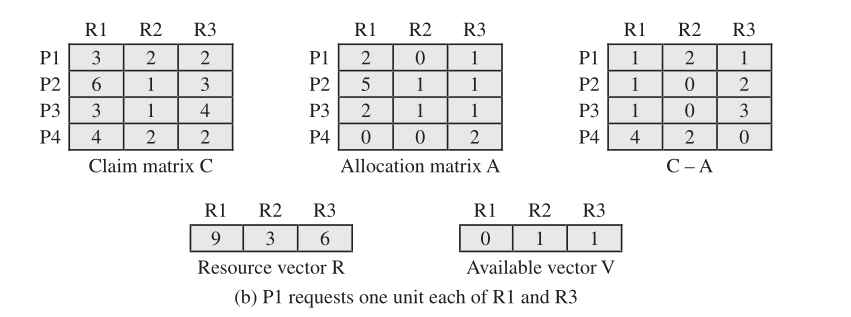 R1 R2 R3 R1 R2 R3 R1 R2 R3
P1 3 2 2 P1 2 0 1 P1 1 2 1
P2 6 1 3 P2 5 1 1 P2 1 0 2
P3 3 1 4 P3 2 1 1 P3 1 0 3
P4 4 2 2 P4 0 0 2 P4 4 2 0
Claim matrix C Allocation matrix A C – A
R1 R2 R3 R1 R2 R3
9 3 6 0 1 1
Resource vector R Available vector V
(b) P1 requests one unit each of R1 and R3